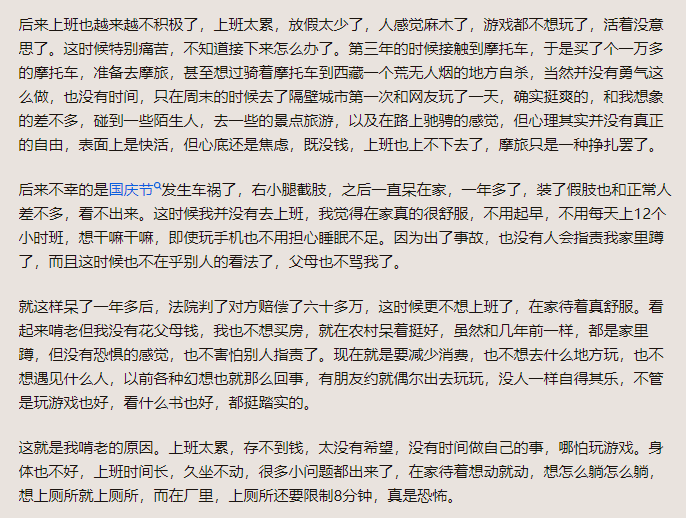 后来上班也越来越不积极了，上班太累，放假太少了，人感觉麻木了，游戏都不想玩了，活着没意
思了。这时候特别痛苦，不知道接下来怎么办了。第三年的时候接触到摩托车，于是买了个一万多
的摩托车，准备去摩旅，甚至想过骑着摩托车到西藏一个荒无人烟的地方自杀，当然并没有勇气这
么做，也没有时间，只在周末的时候去了隔壁城市第一次和网友玩了一天，确实挺爽的，和我想象
的差不多，碰到一些陌生人，去一些的景点旅游，以及在路上驰骋的感觉，但心理其实并没有真正
的自由，表面上是快活，但心底还是焦虑，既没钱，上班也上不下去了，摩旅只是一种挣扎罢了。
后来不幸的是国庆节发生车祸了，右小腿截肢，之后一直呆在家，一年多了，装了假肢也和正常人
差不多，看不出来。这时候我并没有去上班，我觉得在家真的很舒服，不用起早，不用每天上12个
小时班，想干嘛干嘛，即使玩手机也不用担心睡眠不足。因为出了事故，也没有人会指责我家里蹲
了，而且这时候也不在乎别人的看法了，父母也不骂我了。
就这样呆了一年多后，法院判了对方赔偿了六十多万，这时候更不想上班了，在家待着真舒服。看
起来啃老但我没有花父母钱，我也不想买房，就在农村呆着挺好，虽然和几年前一样，都是家里
蹲，但没有恐惧的感觉，也不害怕别人指责了。现在就是要减少消费，也不想去什么地方玩，也不
想遇见什么人，以前各种幻想也就那么回事，有朋友约就偶尔出去玩玩，没人一样自得其乐，不管
是玩游戏也好，看什么书也好，都挺踏实的。
这就是我啃老的原因。上班太累，存不到钱，太没有希望，没有时间做自己的事，哪怕玩游戏。身
体也不好，上班时间长，久坐不动，很多小问题都出来了，在家待着想动就动，想怎么躺怎么躺，
想上厕所就上厕所，而在厂里，上厕所还要限制8分钟，真是恐怖。